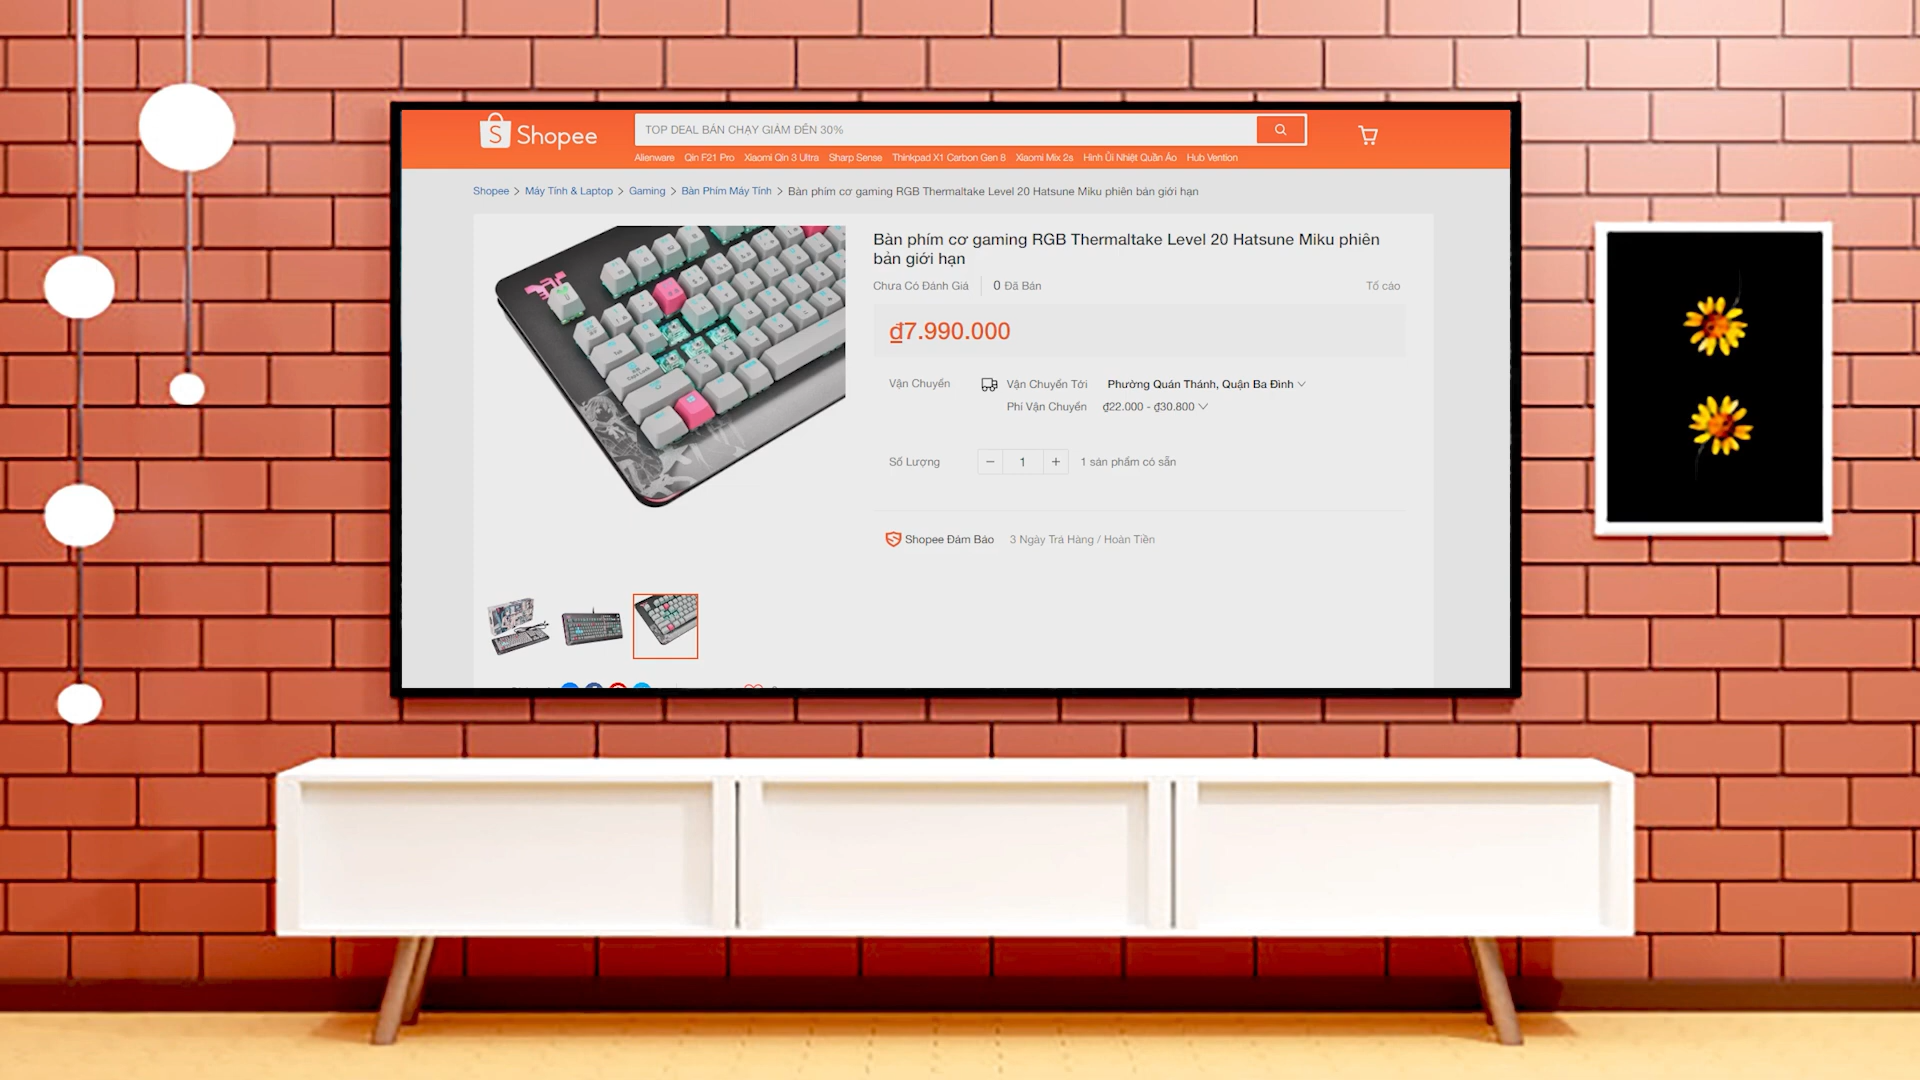 Shopee
TOP DEAL BÁN CHẠY GIẢM ĐẾN 30%
Alienware Qin F21 Pro Xiaomi Qin 3 Ultra Sharp Sense Thinkpad X1 Carbon Gen 8 Xiaomi Mix 2s Hình Ủi Nhiệt Quần Áo Hub Vention
Shopee > Máy Tính & Laptop > Gaming > Bàn Phím Máy Tính > Bàn phím cơ gaming RGB Thermaltake Level 20 Hatsune Miku phiên bản giới hạn
Bàn phím cơ gaming RGB Thermaltake Level 20 Hatsune Miku phiên
bản giới hạn
Chưa Có Đánh Giá 0 Đã Bán Tố cáo
₫7.990.000
Vận Chuyển Vận Chuyển Tới Phường Quán Thánh, Quận Ba Đình
Phí Vận Chuyển ₫22.000 - ₫30.800
Số Lượng − 1 + 1 sản phẩm có sẵn
Shopee Đảm Bảo 3 Ngày Trả Hàng / Hoàn Tiền